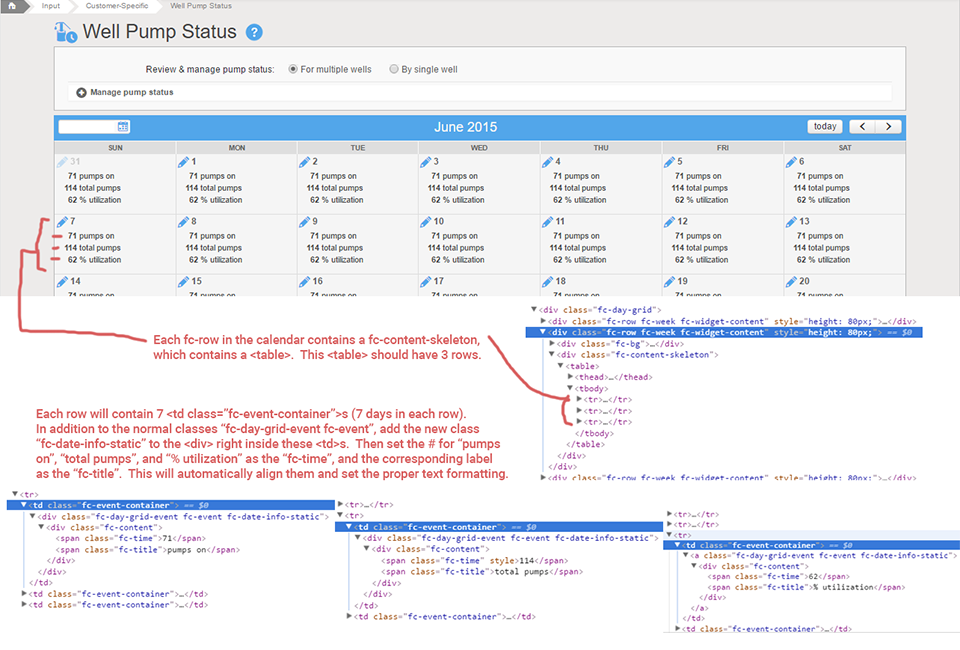 Input Customer-Specific Well Pump Status
Well Pump Status ?
Review & manage pump status: For multiple wells By single well
Manage pump status
June 2015 today
SUN MON TUE WED THU FRI SAT
31 1 2 3 4 5 6
71 pumps on 71 pumps on 71 pumps on 71 pumps on 71 pumps on 71 pumps on 71 pumps on
114 total pumps 114 total pumps 114 total pumps 114 total pumps 114 total pumps 114 total pumps 114 total pumps
62 % utilization 62 % utilization 62 % utilization 62 % utilization 62 % utilization 62 % utilization 62 % utilization
7 8 9 10 11 12 13
71 pumps on 71 pumps on 71 pumps on 71 pumps on 71 pumps on 71 pumps on 71 pumps on
114 total pumps 114 total pumps 114 total pumps 114 total pumps 114 total pumps 114 total pumps 114 total pumps
62 % utilization 62 % utilization 62 % utilization 62 % utilization 62 % utilization 62 % utilization 62 % utilization
14 15 16 17 18 19 20
71 pumps on 71 pumps on 71 pumps on 71 pumps on 71 pumps on 71 pumps on 71 pumps on
Each fc-row in the calendar contains a fc-content-skeleton,
which contains a <table>. This <table> should have 3 rows.
Each row will contain 7 <td class="fc-event-container">s (7 days in each row).
In addition to the normal classes "fc-day-grid-event fc-event", add the new class
"fc-date-info-static" to the <div> right inside these <td>s. Then set the # for "pumps
on", "total pumps", and "% utilization" as the "fc-time", and the corresponding label
as the "fc-title". This will automatically align them and set the proper text formatting.
▼<div class="fc-day-grid">
▶<div class="fc-row fc-week fc-widget-content" style="height: 80px;">…</div>
▼<div class="fc-row fc-week fc-widget-content" style="height: 80px;"> == $0
▶<div class="fc-bg">…</div>
▼<div class="fc-content-skeleton">
▼<table>
▶<thead>…</thead>
▼<tbody>
▶<tr>…</tr>
▶<tr>…</tr>
▶<tr>…</tr>
</tbody>
</table>
</div>
</div>
▶<div class="fc-row fc-week fc-widget-content" style="height: 80px;">…</div>
▼<tr>
▼<td class="fc-event-container"> == $0
▼<div class="fc-day-grid-event fc-event fc-date-info-static">
▼<div class="fc-content">
<span class="fc-time">71</span>
<span class="fc-title">pumps on</span>
</div>
</div>
</td>
▶<td class="fc-event-container">…</td>
▶<td class="fc-event-container">…</td>
▶<tr>…</tr>
▼<tr>
▼<td class="fc-event-container"> == $0
▼<div class="fc-day-grid-event fc-event fc-date-info-static">
▼<div class="fc-content">
<span class="fc-time" style>114</span>
<span class="fc-title">total pumps</span>
</div>
</div>
</td>
▶<td class="fc-event-container">…</td>
▶<tr>…</tr>
▶<tr>…</tr>
▼<tr>
▼<td class="fc-event-container"> == $0
▼<a class="fc-day-grid-event fc-event fc-date-info-static">
▼<div class="fc-content">
<span class="fc-time">62</span>
<span class="fc-title">% utilization</span>
</div>
</a>
</td>
▶<td class="fc-event-container">…</td>